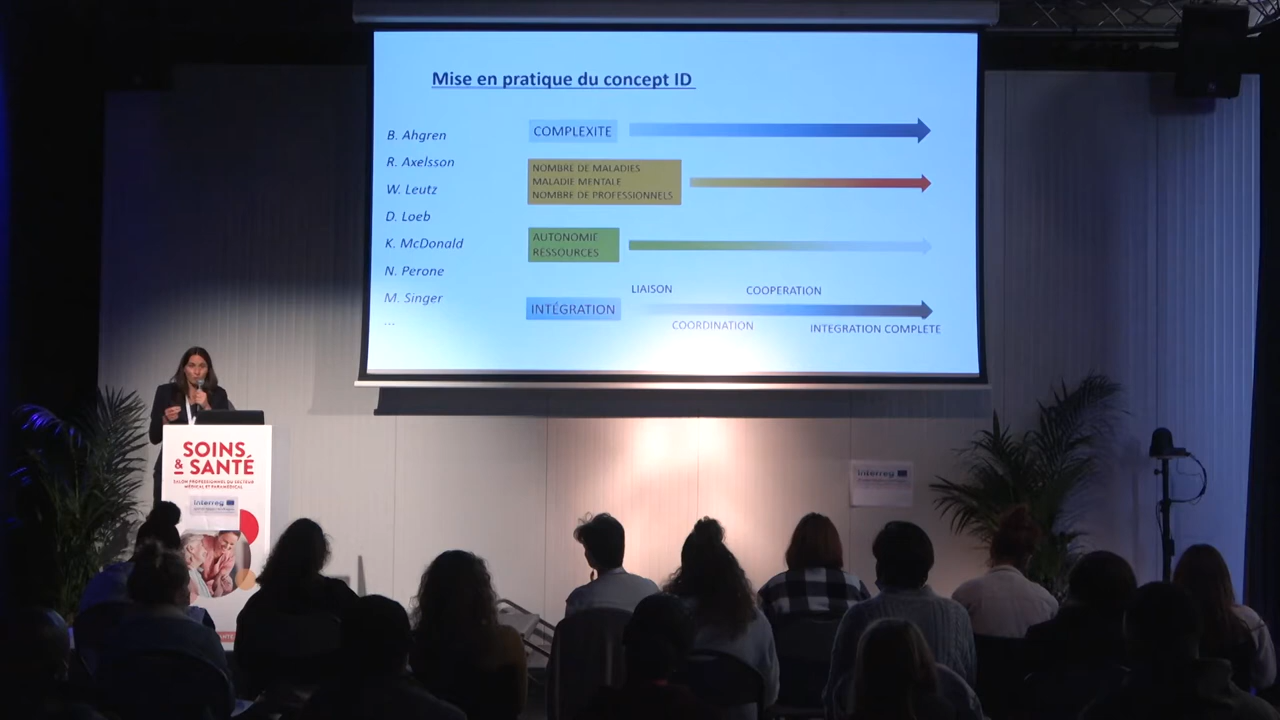 Mise en pratique du concept ID
B. Ahgren
R. Axelsson
W. Leutz
D. Loeb
K. McDonald
N. Perone
M. Singer
...
COMPLEXITE
NOMBRE DE MALADIES
MALADIE MENTALE
NOMBRE DE PROFESSIONNELS
AUTONOMIE
RESSOURCES
LIAISON
COOPERATION
INTÉGRATION
COORDINATION
INTEGRATION COMPLETE
SOINS
& SANTÉ
SALON PROFESSIONNEL DU SECTEUR
MÉDICAL ET PARAMÉDICAL
interreg
interreg